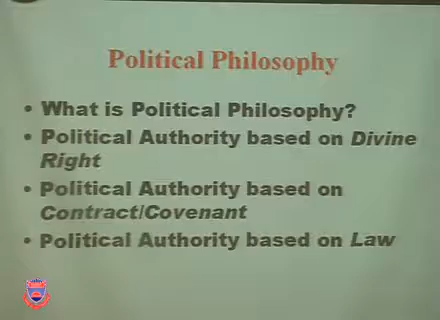 Political Philosophy
• What is Political Philosophy?
• Political Authority based on Divine
Right
• Political Authority based on
Contract/Covenant
• Political Authority based on Law